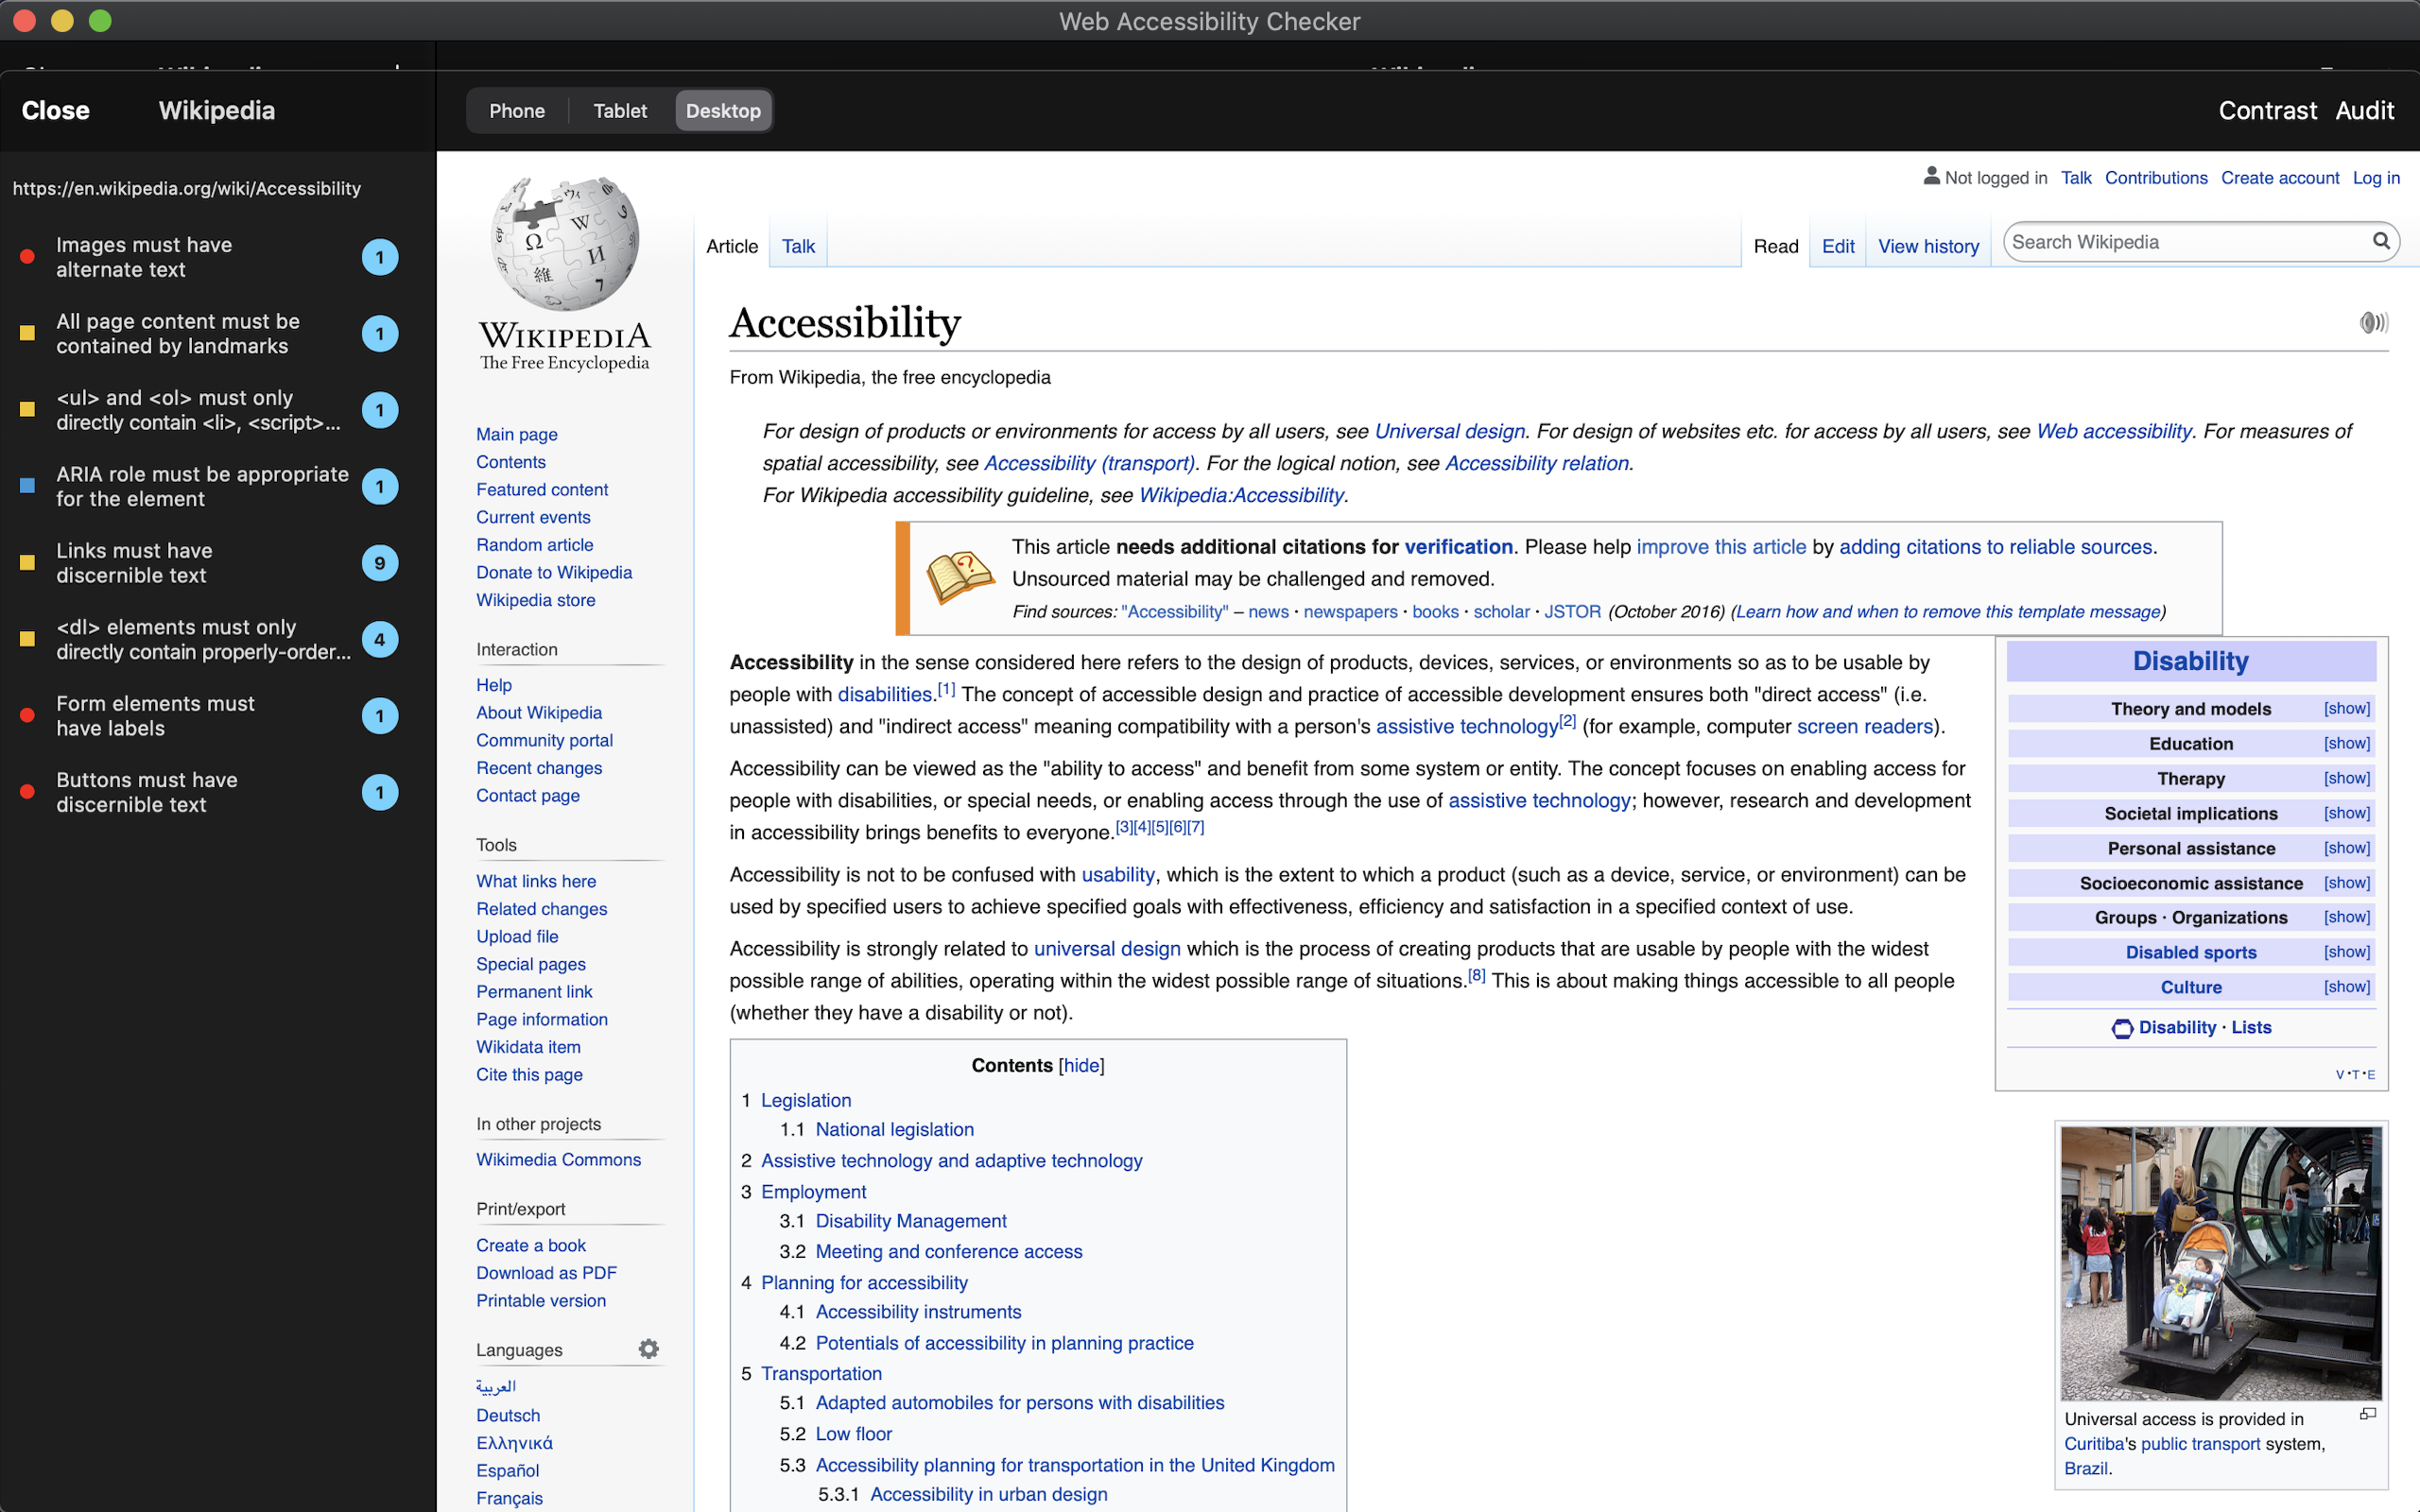 Web Accessibility Checker
Close
Wikipedia
Phone
Tablet
Desktop
Contrast
Audit
https://en.wikipedia.org/wiki/Accessibility
Images must have
alternate text
1
All page content must be
contained by landmarks
1
<ul> and <ol> must only
directly contain <li>, <script>...
1
ARIA role must be appropriate
for the element
1
Links must have
discernible text
9
<dl> elements must only
directly contain properly-order...
4
Form elements must
have labels
1
Buttons must have
discernible text
1
WIKIPEDIA
The Free Encyclopedia
Main page
Contents
Featured content
Current events
Random article
Donate to Wikipedia
Wikipedia store
Interaction
Help
About Wikipedia
Community portal
Recent changes
Contact page
Tools
What links here
Related changes
Upload file
Special pages
Permanent link
Page information
Wikidata item
Cite this page
In other projects
Wikimedia Commons
Print/export
Create a book
Download as PDF
Printable version
Languages
العربية
Deutsch
Ελληνικά
Español
Français
Not logged in Talk Contributions Create account Log in
Article Talk
Read Edit View history
Search Wikipedia
Accessibility
From Wikipedia, the free encyclopedia
For design of products or environments for access by all users, see Universal design. For design of websites etc. for access by all users, see Web accessibility. For measures of
spatial accessibility, see Accessibility (transport). For the logical notion, see Accessibility relation.
For Wikipedia accessibility guideline, see Wikipedia:Accessibility.
This article needs additional citations for verification. Please help improve this article by adding citations to reliable sources.
Unsourced material may be challenged and removed.
Find sources: "Accessibility" – news · newspapers · books · scholar · JSTOR (October 2016) (Learn how and when to remove this template message)
Accessibility in the sense considered here refers to the design of products, devices, services, or environments so as to be usable by
people with disabilities.[1] The concept of accessible design and practice of accessible development ensures both "direct access" (i.e.
unassisted) and "indirect access" meaning compatibility with a person's assistive technology[2] (for example, computer screen readers).
Accessibility can be viewed as the "ability to access" and benefit from some system or entity. The concept focuses on enabling access for
people with disabilities, or special needs, or enabling access through the use of assistive technology; however, research and development
in accessibility brings benefits to everyone.[3][4][5][6][7]
Accessibility is not to be confused with usability, which is the extent to which a product (such as a device, service, or environment) can be
used by specified users to achieve specified goals with effectiveness, efficiency and satisfaction in a specified context of use.
Accessibility is strongly related to universal design which is the process of creating products that are usable by people with the widest
possible range of abilities, operating within the widest possible range of situations.[8] This is about making things accessible to all people
(whether they have a disability or not).
Contents [hide]
1 Legislation
1.1 National legislation
2 Assistive technology and adaptive technology
3 Employment
3.1 Disability Management
3.2 Meeting and conference access
4 Planning for accessibility
4.1 Accessibility instruments
4.2 Potentials of accessibility in planning practice
5 Transportation
5.1 Adapted automobiles for persons with disabilities
5.2 Low floor
5.3 Accessibility planning for transportation in the United Kingdom
5.3.1 Accessibility in urban design
Disability
Theory and models [show]
Education [show]
Therapy [show]
Societal implications [show]
Personal assistance [show]
Socioeconomic assistance [show]
Groups · Organizations [show]
Disabled sports [show]
Culture [show]
Disability · Lists
V · T · E
Universal access is provided in
Curitiba's public transport system,
Brazil.